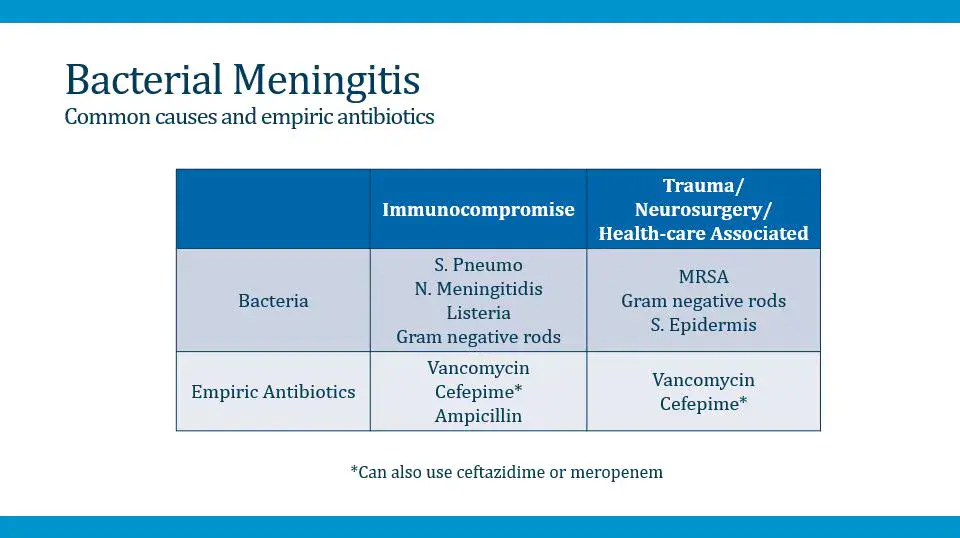 Bacterial Meningitis
Common causes and empiric antibiotics
Immunocompromise
Trauma/
Neurosurgery/
Health-care Associated
Bacteria
S. Pneumo
N. Meningitidis
Listeria
Gram negative rods
MRSA
Gram negative rods
S. Epidermis
Empiric Antibiotics
Vancomycin
Cefepime*
Ampicillin
Vancomycin
Cefepime*
*Can also use ceftazidime or meropenem